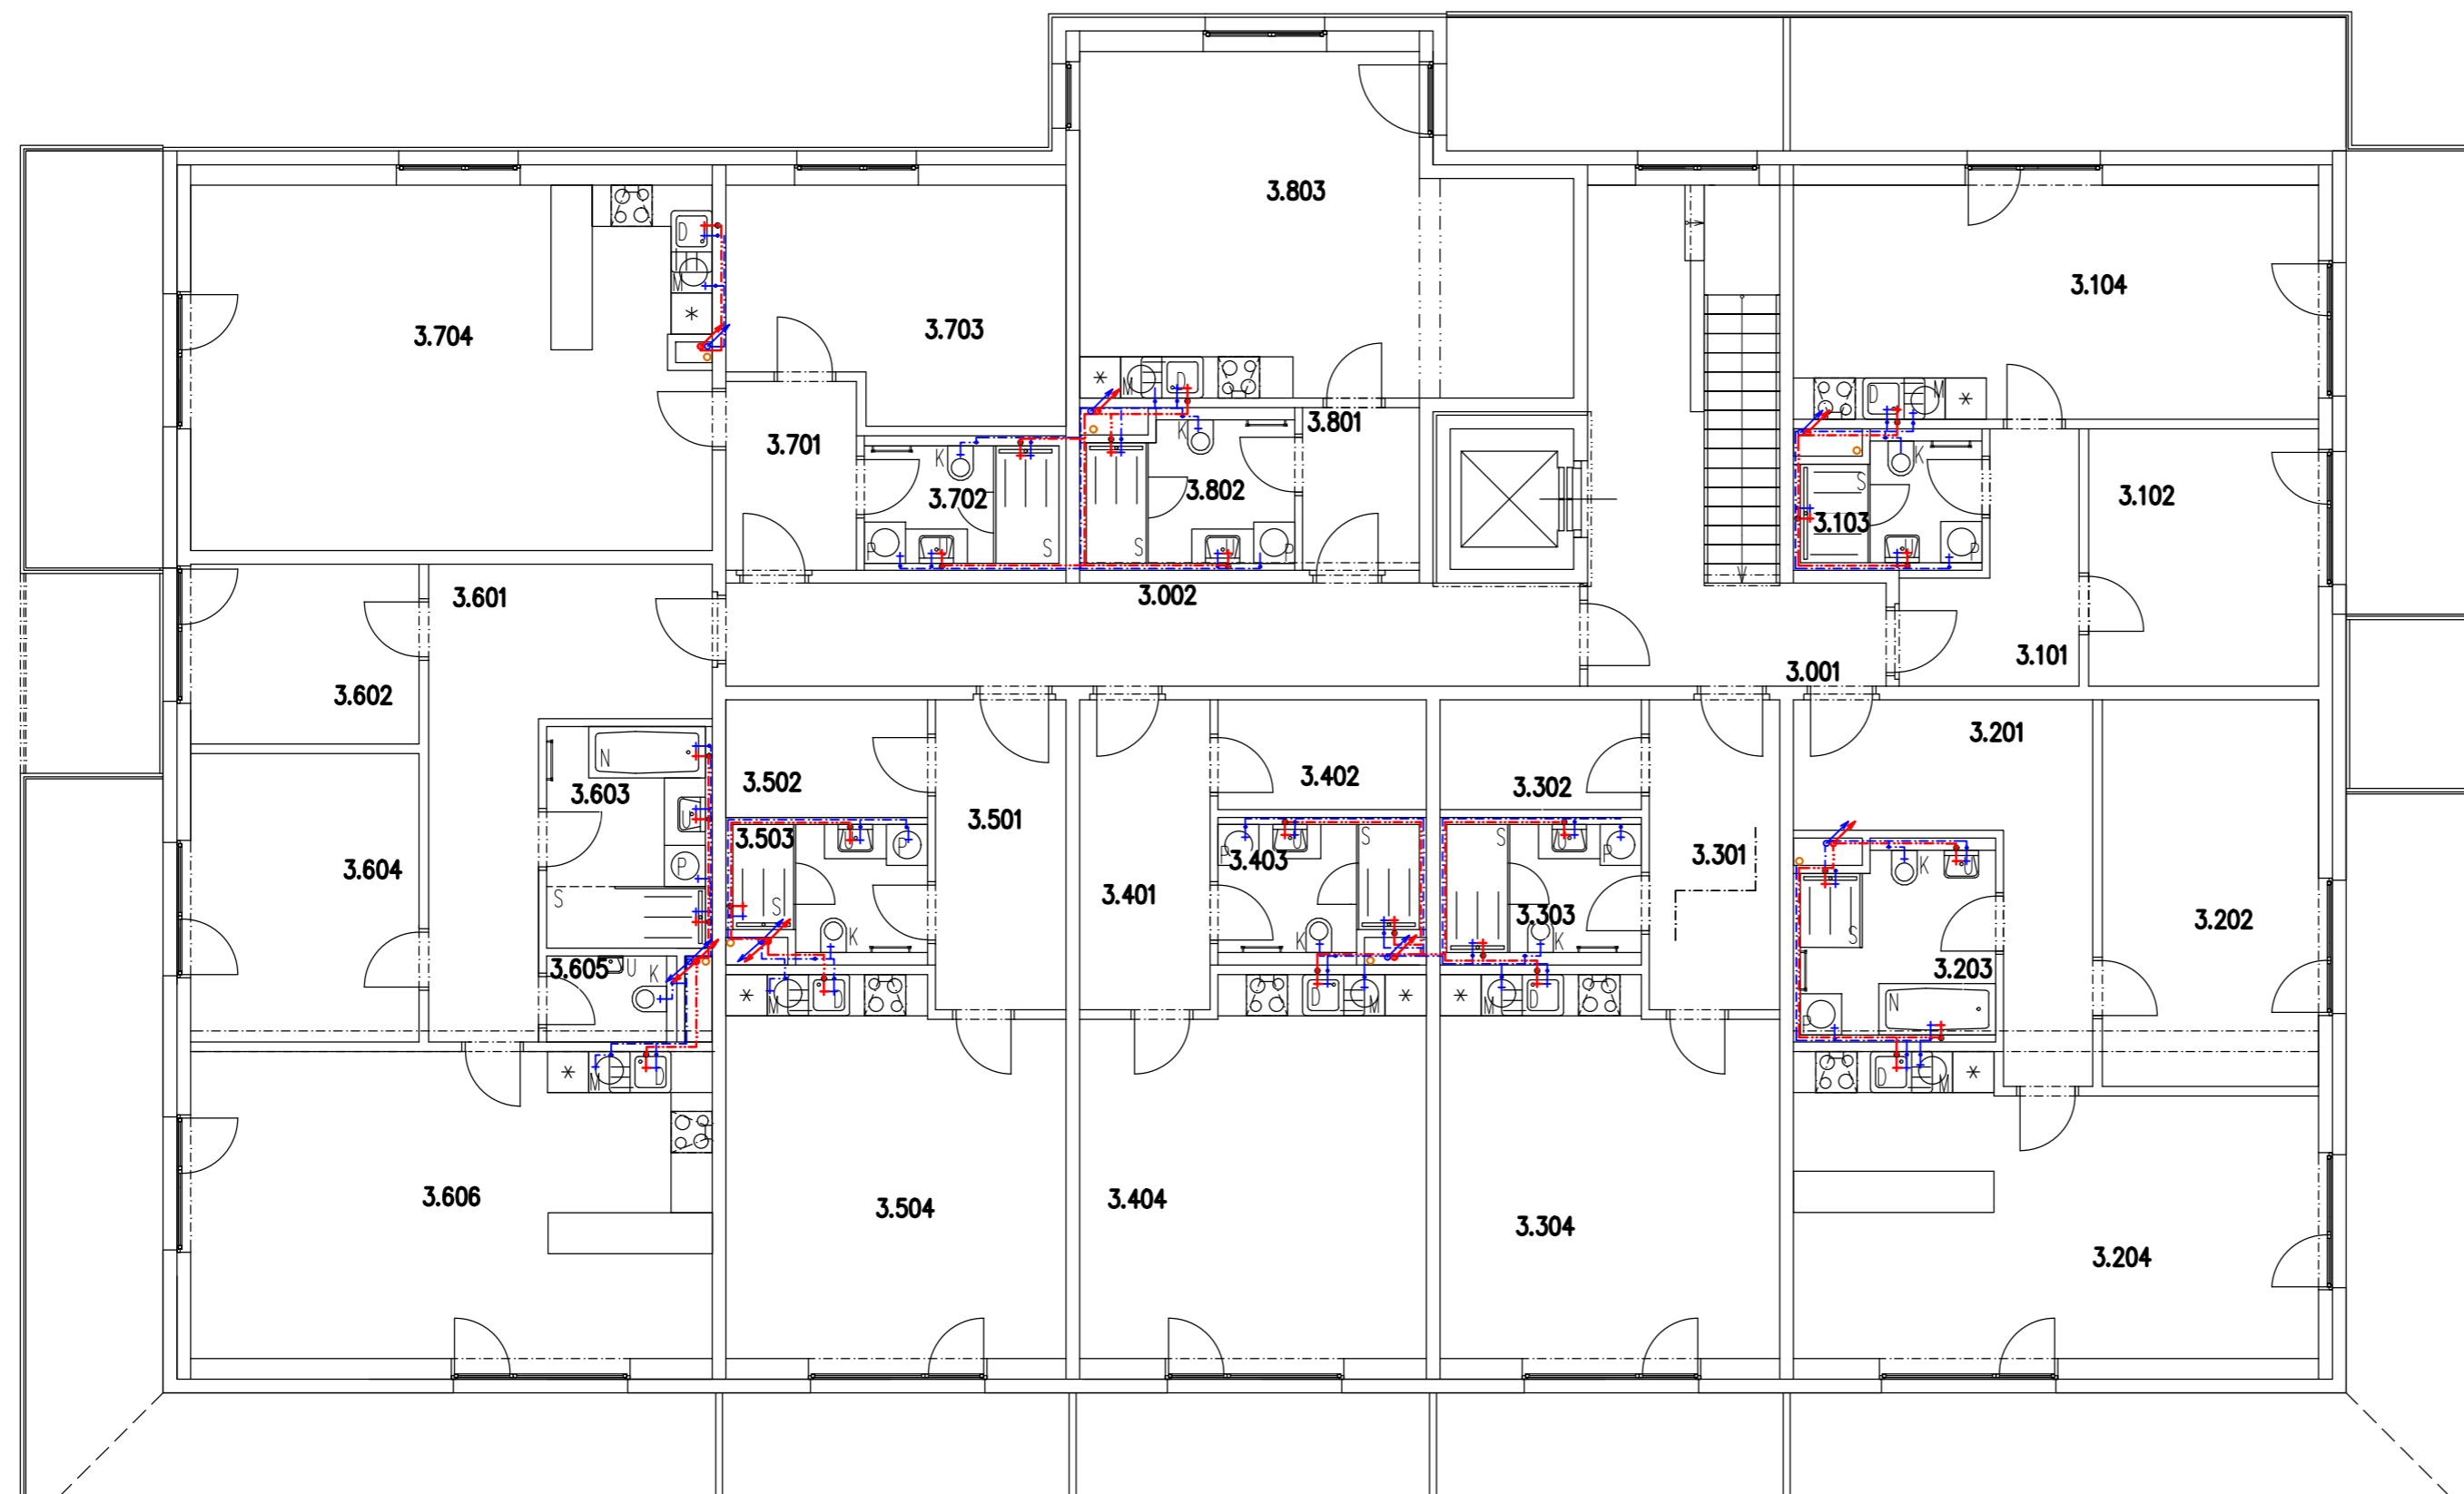 3.803
3.104
D
M
*
3.704
3.703
* M D
D M *
3.801
K
3.701
K
K
3.702
3.802
S
3.102
3.103
P
S
S
P
P
3.601
3.002
3.101
3.602
3.001
3.201
N
3.603
3.502
3.402
3.302
U
3.503
3.501
S
S
P
U
P
U
U
P
3.403
3.301
U
K
3.604
P
S
S
3.401
3.303
3.202
K
K
K
S
3.605
U
K
3.203
* M D
D M *
* M D
N
P
* M D
D M *
3.606
3.504
3.404
3.304
3.204